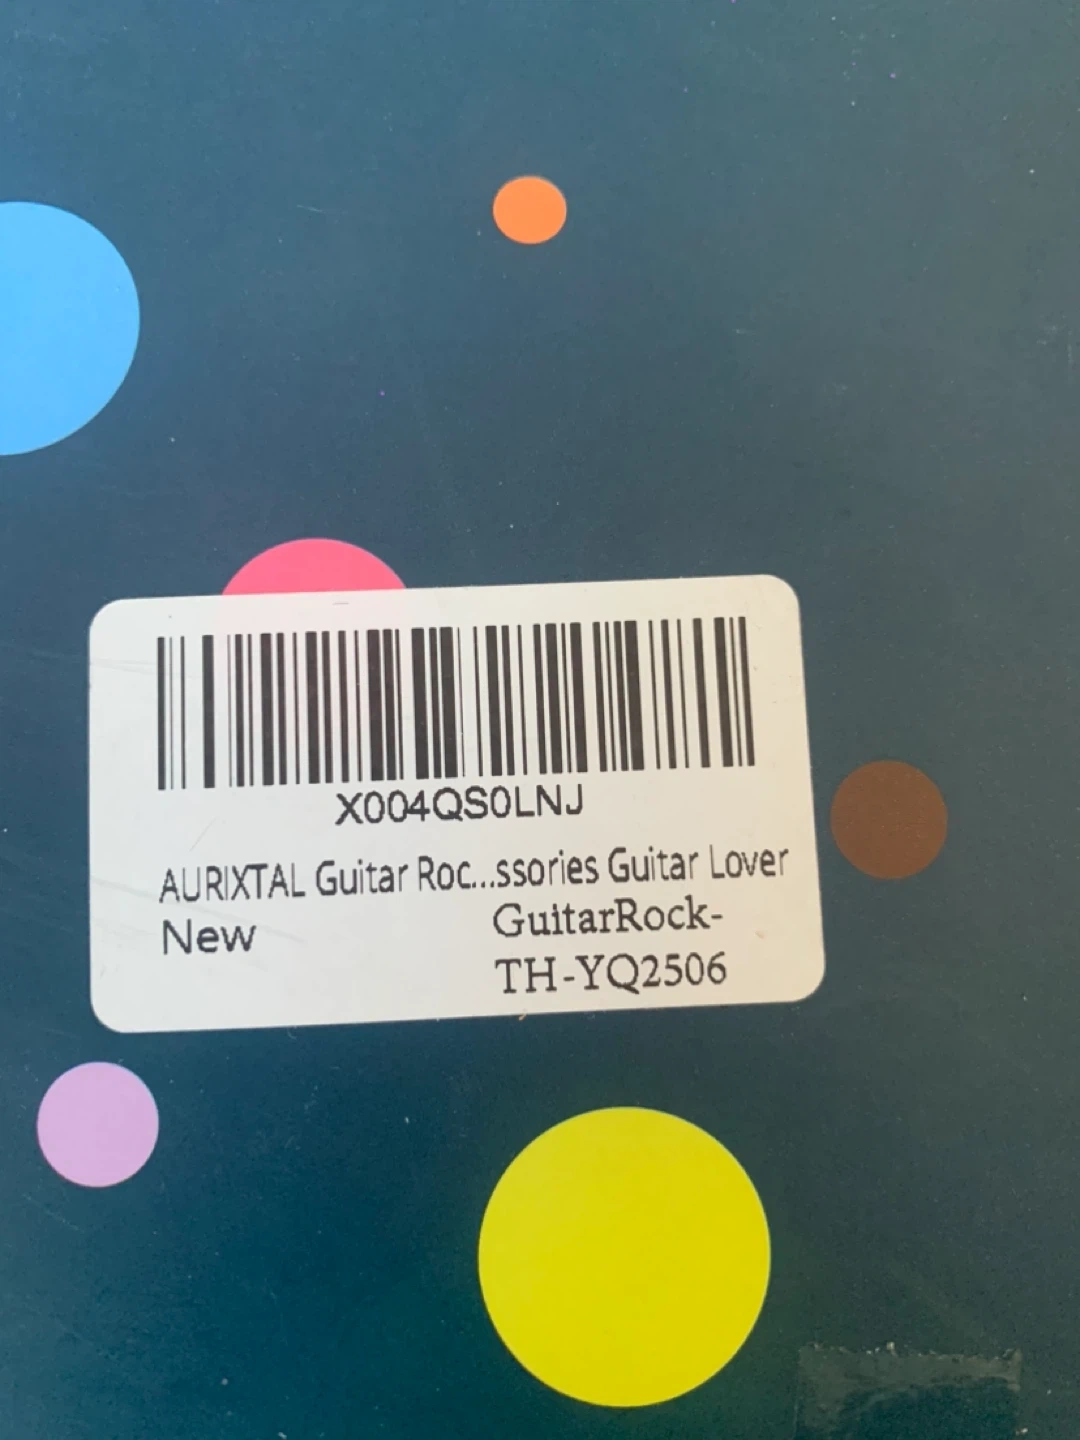 X004QS0LNJ
AURIXTAL Guitar Roc...ssories Guitar Lover
New
GuitarRock-
TH-YQ2506